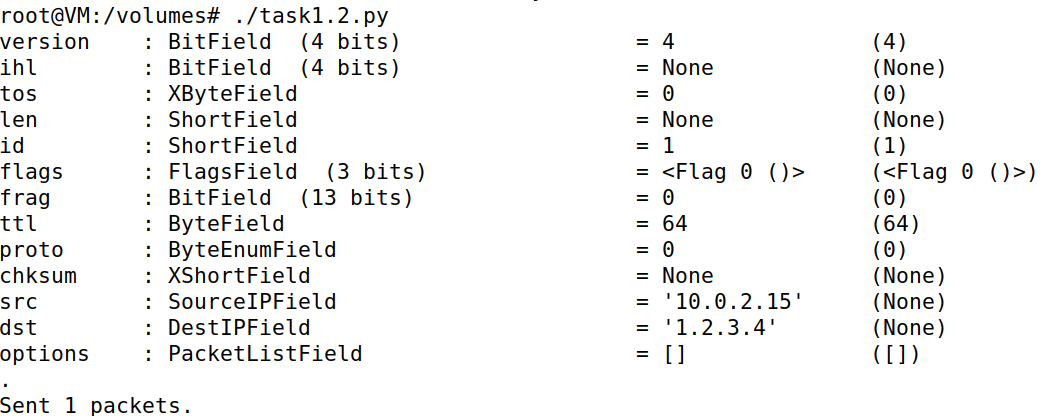 root@VM:/volumes# ./task1.2.py
version    : BitField  (4 bits)                  = 4               (4)
ihl        : BitField  (4 bits)                  = None            (None)
tos        : XByteField                          = 0               (0)
len        : ShortField                          = None            (None)
id         : ShortField                          = 1               (1)
flags      : FlagsField  (3 bits)                = <Flag 0 ()>     (<Flag 0 ()>)
frag       : BitField  (13 bits)                 = 0               (0)
ttl        : ByteField                           = 64              (64)
proto      : ByteEnumField                       = 0               (0)
chksum     : XShortField                         = None            (None)
src        : SourceIPField                       = '10.0.2.15'     (None)
dst        : DestIPField                         = '1.2.3.4'       (None)
options    : PacketListField                     = []              ([])
.
Sent 1 packets.